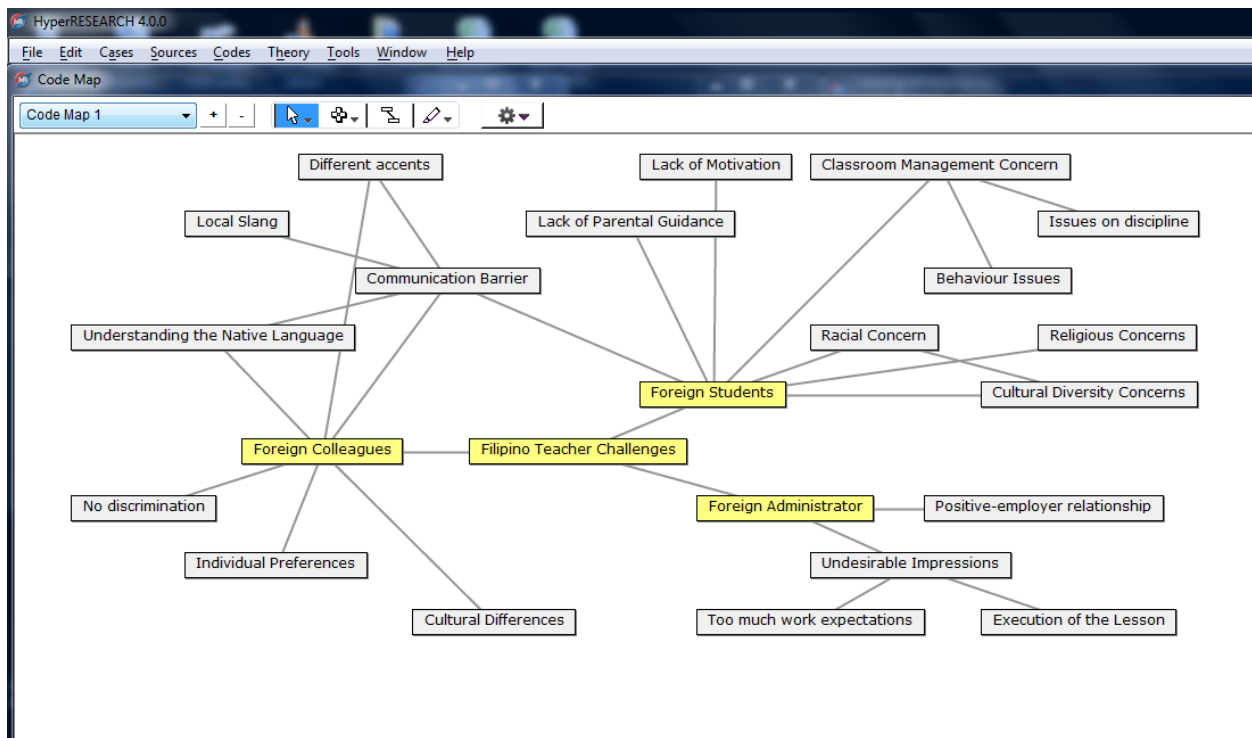 HyperRESEARCH 4.0.0
File Edit Cases Sources Codes Theory Tools Window Help
Code Map
Code Map 1 + -
Different accents
Lack of Motivation
Classroom Management Concern
Local Slang
Lack of Parental Guidance
Issues on discipline
Communication Barrier
Behaviour Issues
Understanding the Native Language
Racial Concern
Religious Concerns
Foreign Students
Cultural Diversity Concerns
Foreign Colleagues
Filipino Teacher Challenges
No discrimination
Foreign Administrator
Positive-employer relationship
Individual Preferences
Undesirable Impressions
Cultural Differences
Too much work expectations
Execution of the Lesson